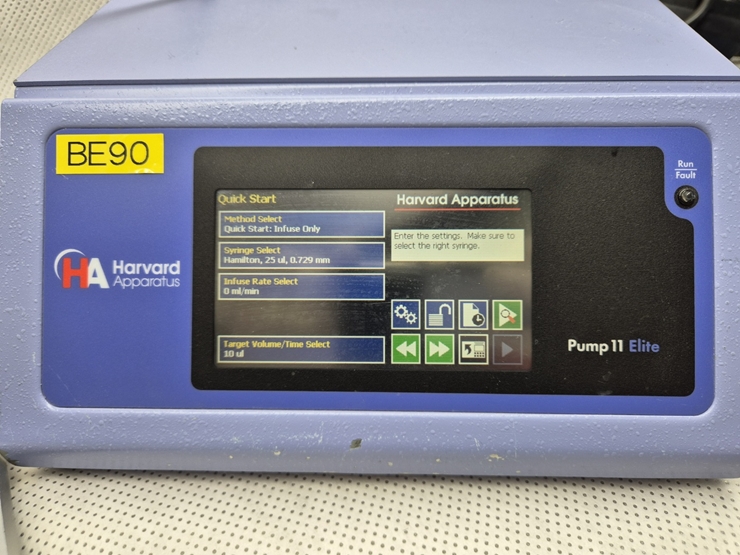 BE90
HA Harvard
Apparatus
Quick Start
Method Select
Quick Start: Infuse Only
Syringe Select
Hamilton, 25 ul, 0.729 mm
Infuse Rate Select
0 ml/min
Target Volume/Time Select
10 ul
Harvard Apparatus
Enter the settings. Make sure to
select the right syringe.
Run
Fault
Pump 11 Elite